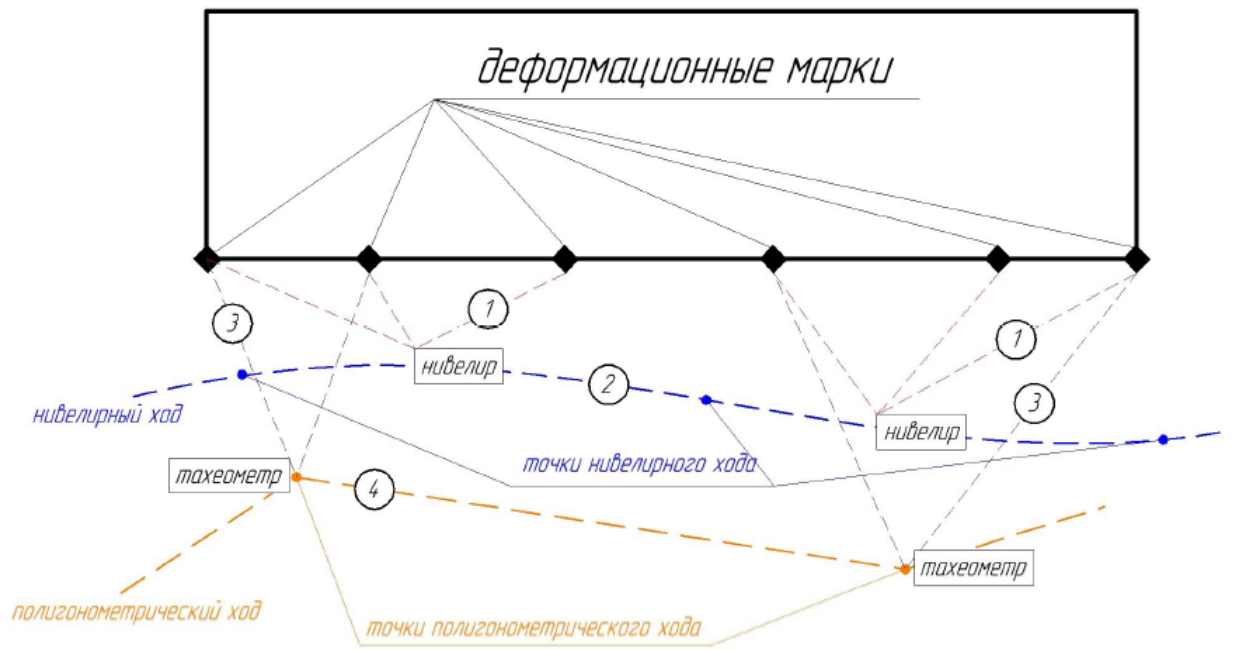 деформационные марки
3
1
1
нивелир
2
3
нивелирный ход
нивелир
точки нивелирного хода
тахеометр
4
тахеометр
полигонометрический ход
точки полигонометрического хода